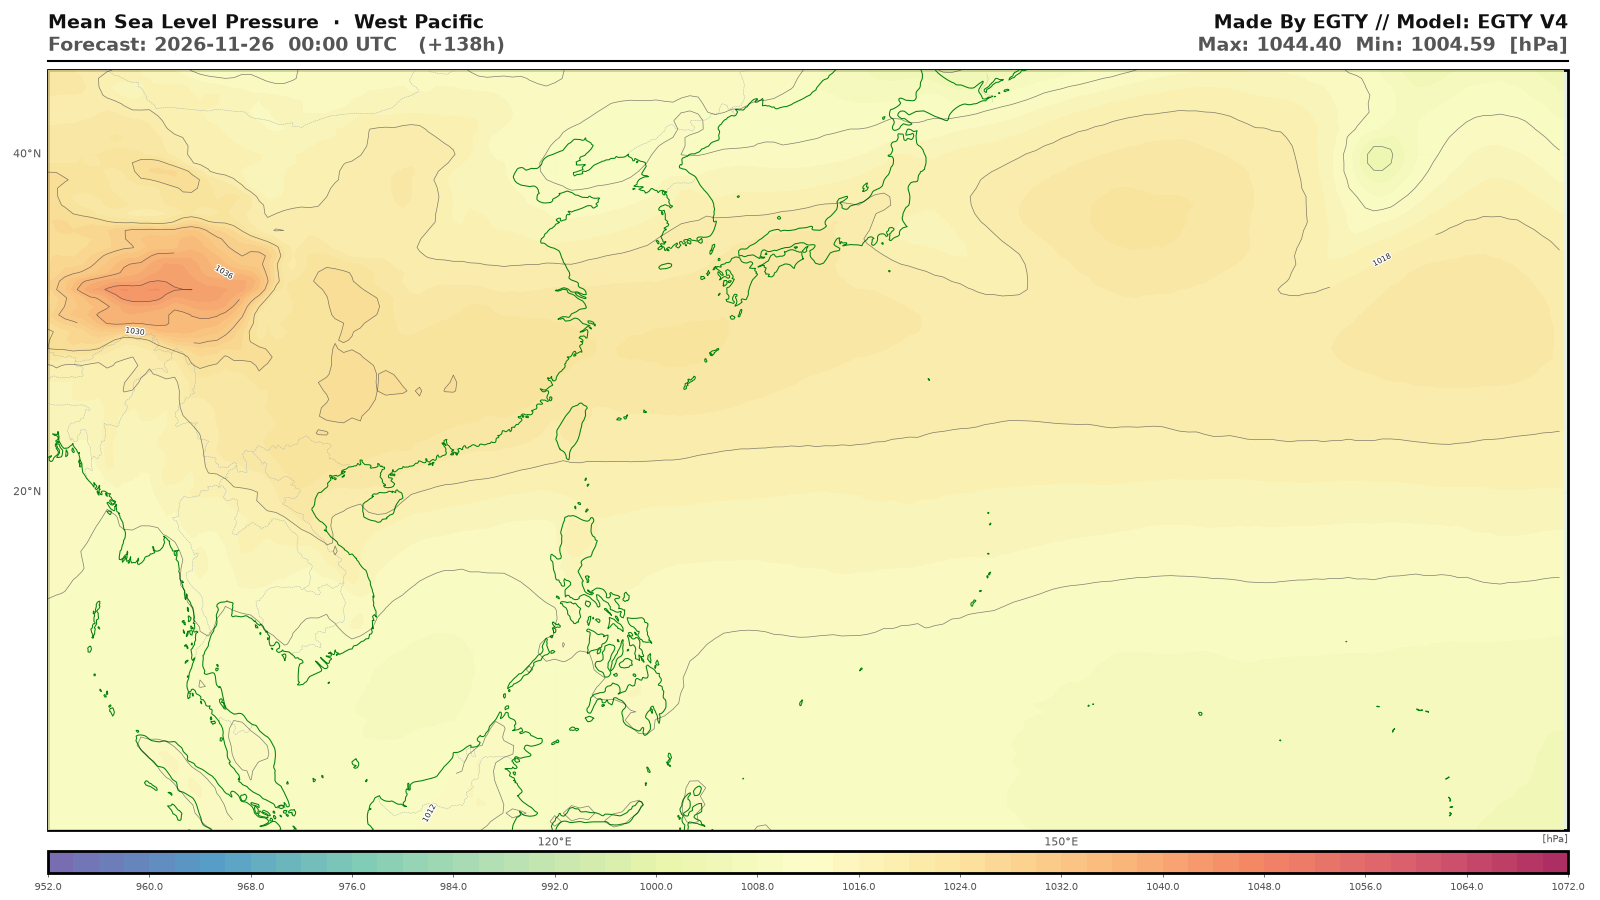 Mean Sea Level Pressure · West Pacific
Made By EGTY // Model: EGTY V4
Forecast: 2026-11-26 00:00 UTC (+138h)
Max: 1044.40 Min: 1004.59 [hPa]
40°N
1036
1018
1030
20°N
1012
120°E
150°E
[hPa]
952.0 960.0 968.0 976.0 984.0 992.0 1000.0 1008.0 1016.0 1024.0 1032.0 1040.0 1048.0 1056.0 1064.0 1072.0